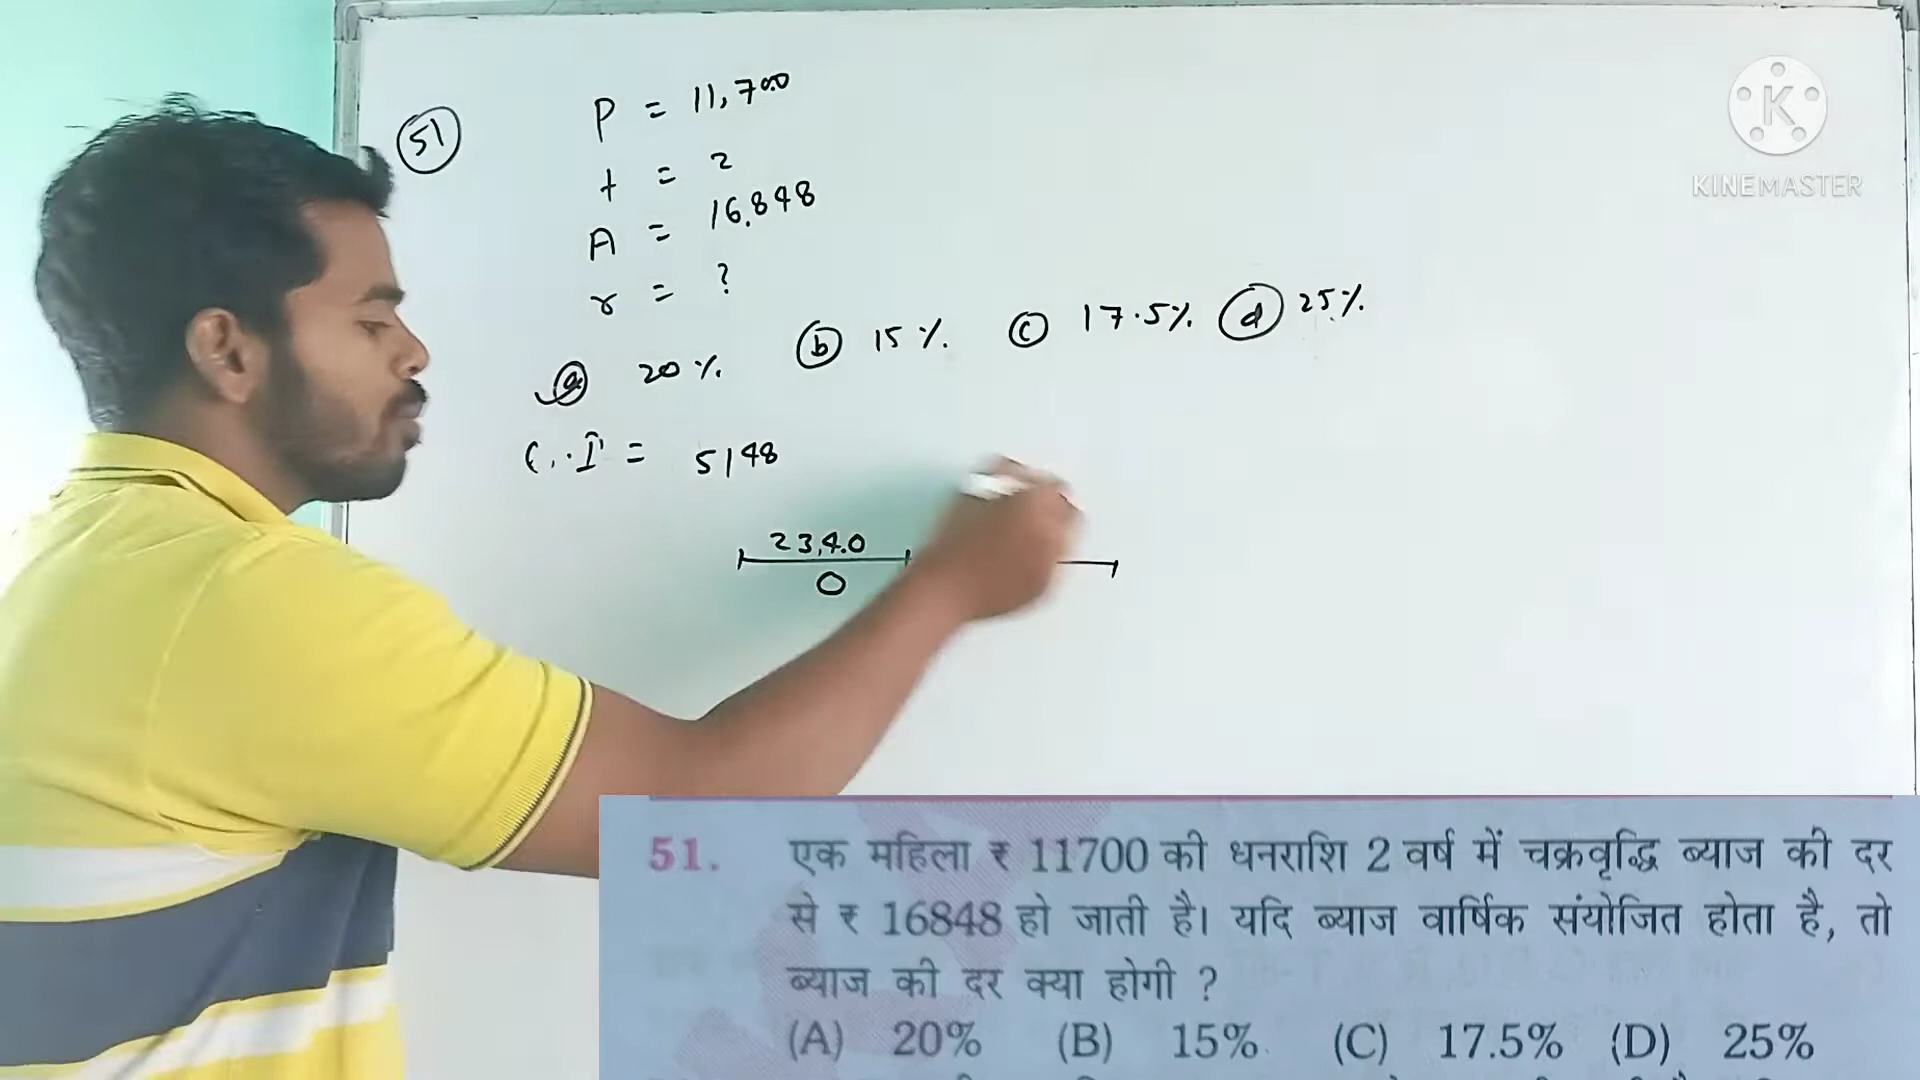 51
P = 11,700
t = 2
A = 16,848
r = ?
a 20% b 15% c 17.5% d 25%
C.I = 5148
23,4.0
0
KINEMASTER
51. एक महिला ₹ 11700 की धनराशि 2 वर्ष में चक्रवृद्धि ब्याज की दर
से ₹ 16848 हो जाती है। यदि ब्याज वार्षिक संयोजित होता है, तो
ब्याज की दर क्या होगी ?
(A) 20% (B) 15% (C) 17.5% (D) 25%